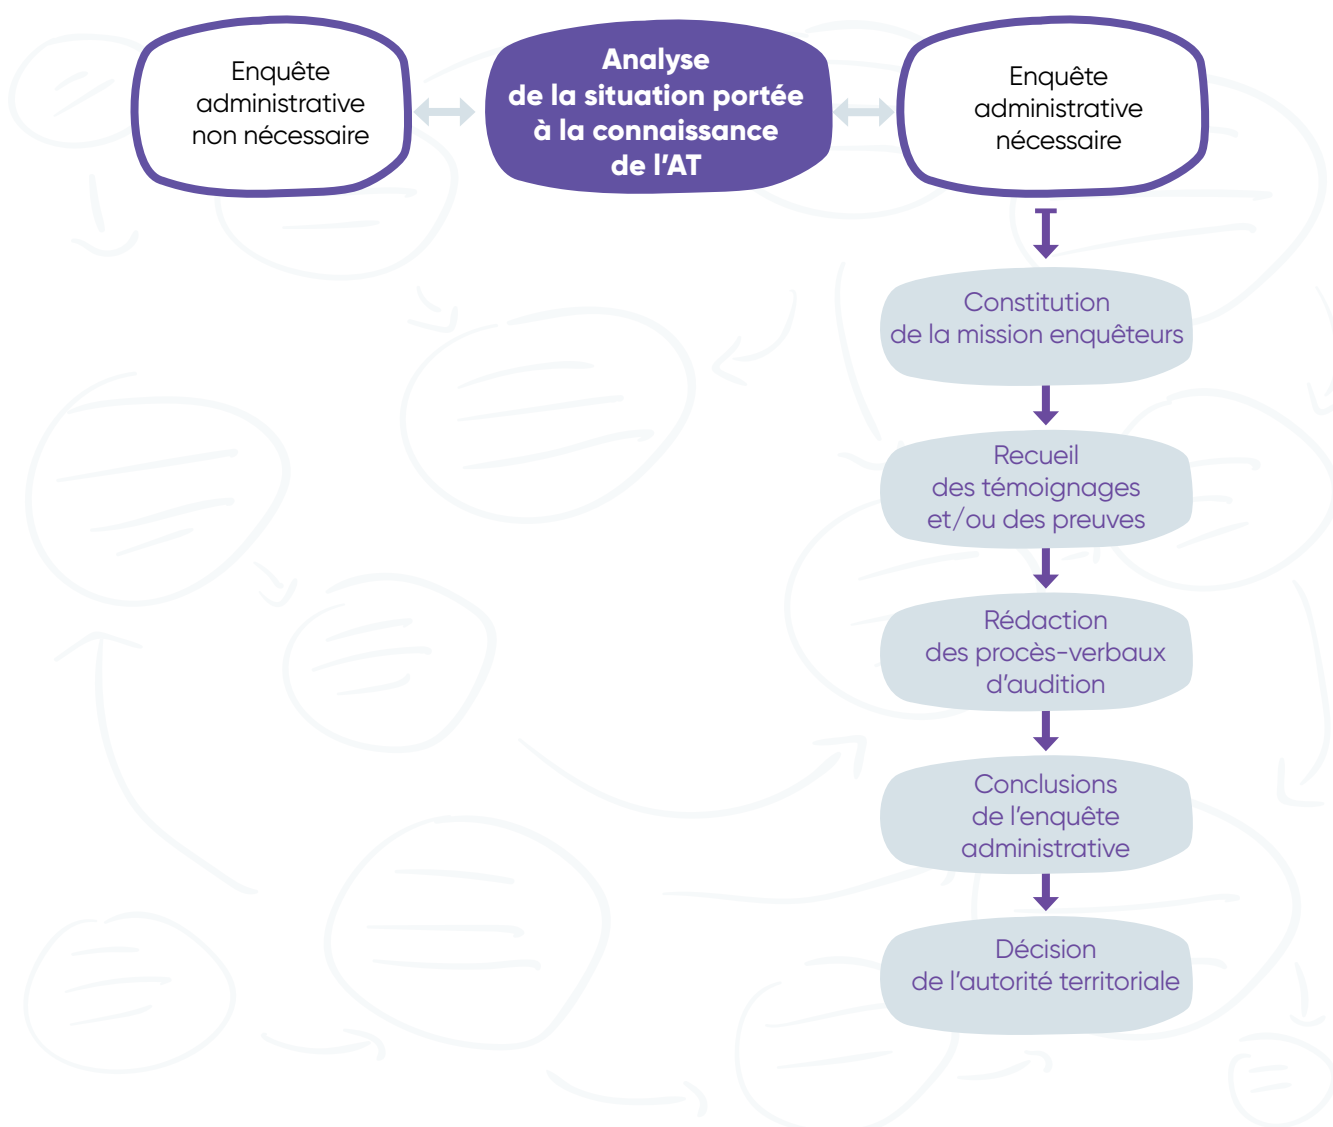 Enquête
administrative
non nécessaire
Analyse
de la situation portée
à la connaissance
de l'AT
Enquête
administrative
nécessaire
Constitution
de la mission enquêteurs
Recueil
des témoignages
et/ou des preuves
Rédaction
des procès-verbaux
d'audition
Conclusions
de l'enquête
administrative
Décision
de l'autorité territoriale